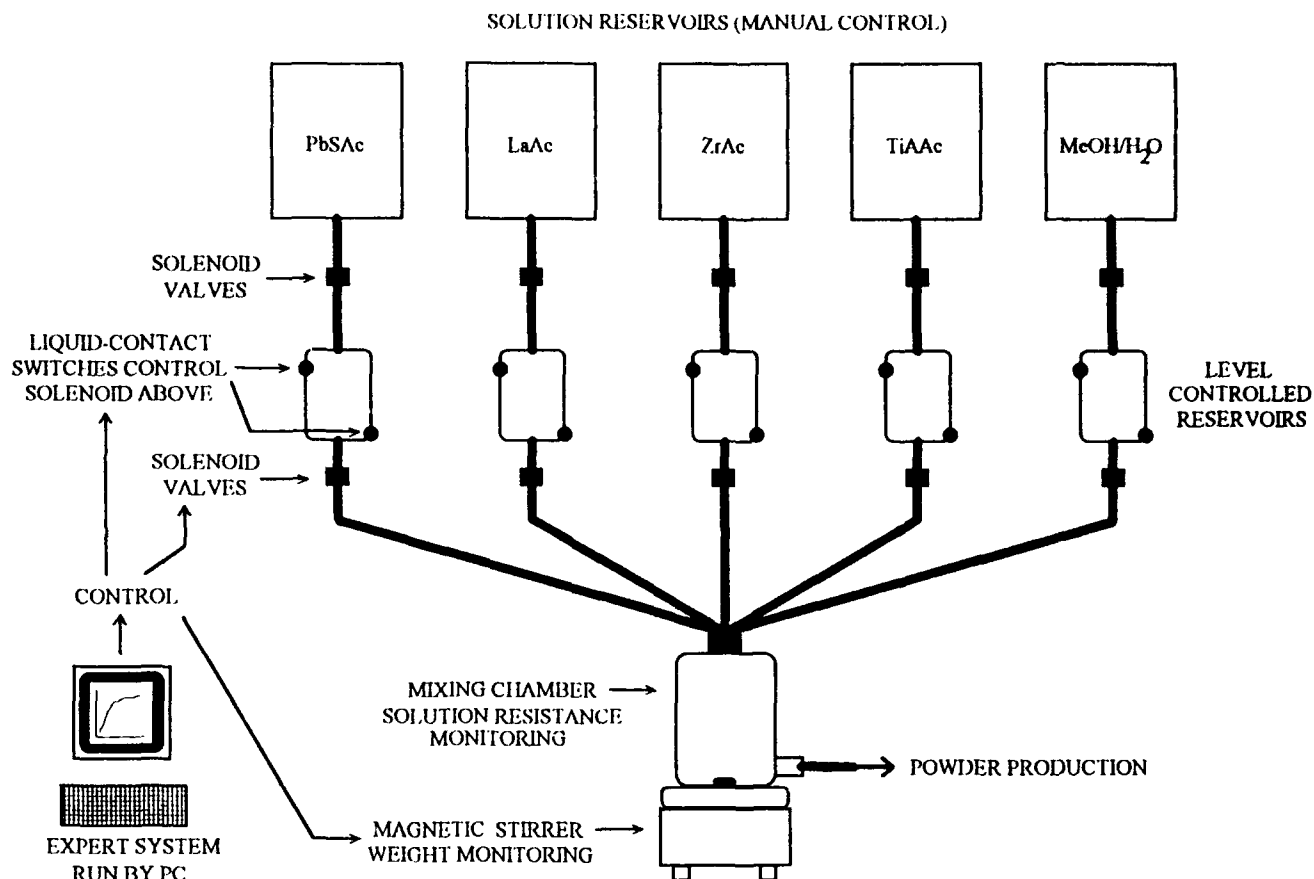 SOLUTION RESERVOIRS (MANUAL CONTROL)
PbSAc
LaAc
ZrAc
TiAAc
MeOH/H₂O
SOLENOID
VALVES
LIQUID-CONTACT
SWITCHES CONTROL
SOLENOID ABOVE
LEVEL
CONTROLLED
RESERVOIRS
SOLENOID
VALVES
CONTROL
MIXING CHAMBER
SOLUTION RESISTANCE
MONITORING
POWDER PRODUCTION
MAGNETIC STIRRER
WEIGHT MONITORING
EXPERT SYSTEM
RUN BY PC